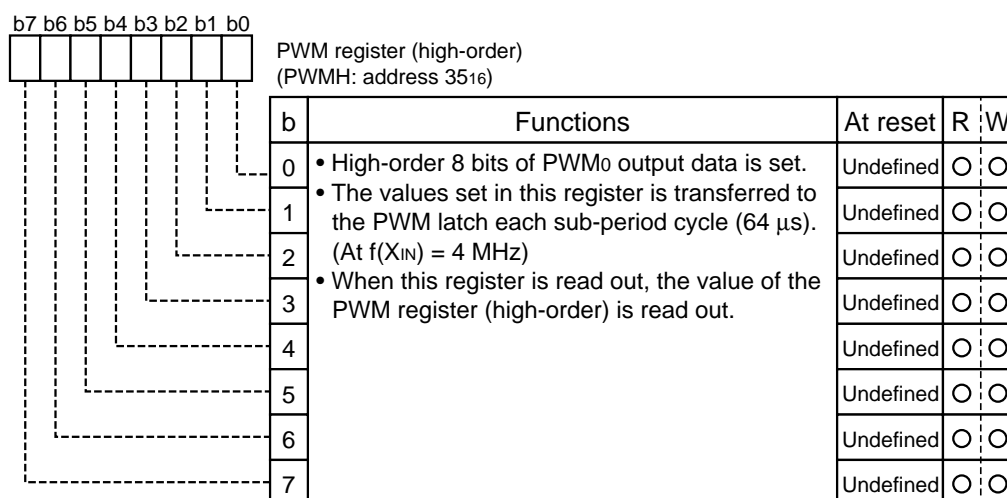 b7 b6 b5 b4 b3 b2 b1 b0
PWM register (high-order)
(PWMH: address 3516)
b Functions At reset R W
0 • High-order 8 bits of PWM0 output data is set. Undefined ○ ○
• The values set in this register is transferred to
1 the PWM latch each sub-period cycle (64 µs). Undefined ○ ○
2 (At f(XIN) = 4 MHz) Undefined ○ ○
• When this register is read out, the value of the
3 PWM register (high-order) is read out. Undefined ○ ○
4 Undefined ○ ○
5 Undefined ○ ○
6 Undefined ○ ○
7 Undefined ○ ○